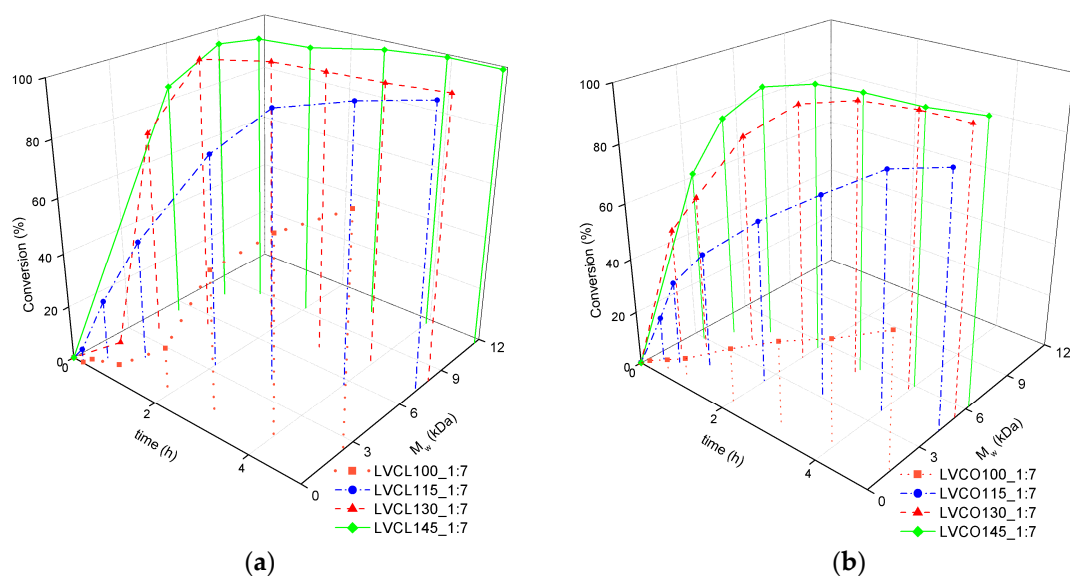 100
80
60
40
20
0
Conversion (%)
0
2
4
time (h)
0
3
6
9
12
M_w (kDa)
LVCL100_1:7
LVCL115_1:7
LVCL130_1:7
LVCL145_1:7
(a)
100
80
60
40
20
0
Conversion (%)
0
2
4
time (h)
0
3
6
9
12
M_w (kDa)
LVCO100_1:7
LVCO115_1:7
LVCO130_1:7
LVCO145_1:7
(b)